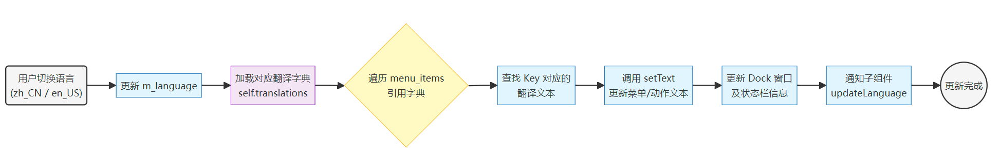 用户切换语言
(zh_CN / en_US)
更新 m_language
加载对应翻译字典
self.translations
遍历 menu_items
引用字典
查找 Key 对应的
翻译文本
调用 setText
更新菜单/动作文本
更新 Dock 窗口
及状态栏信息
通知子组件
updateLanguage
更新完成